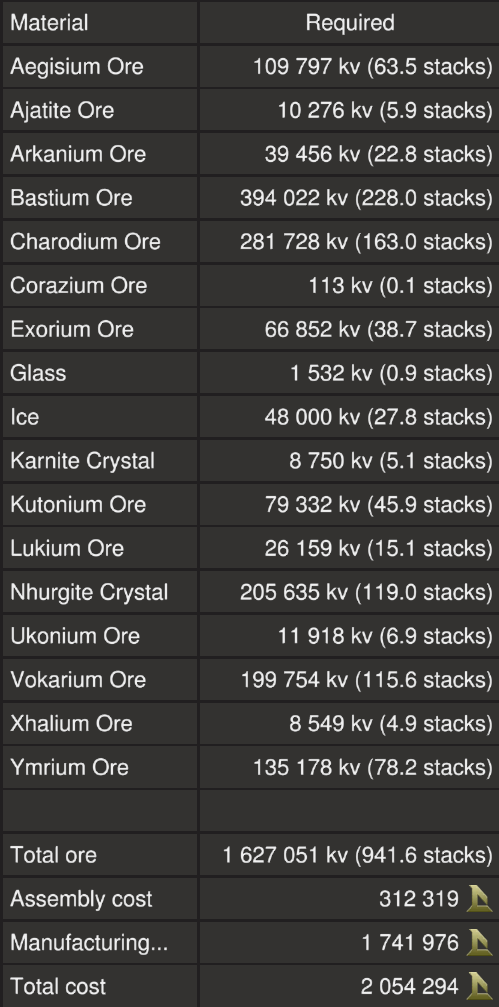 Material Required
Aegisium Ore 109 797 kv (63.5 stacks)
Ajatite Ore 10 276 kv (5.9 stacks)
Arkanium Ore 39 456 kv (22.8 stacks)
Bastium Ore 394 022 kv (228.0 stacks)
Charodium Ore 281 728 kv (163.0 stacks)
Corazium Ore 113 kv (0.1 stacks)
Exorium Ore 66 852 kv (38.7 stacks)
Glass 1 532 kv (0.9 stacks)
Ice 48 000 kv (27.8 stacks)
Karnite Crystal 8 750 kv (5.1 stacks)
Kutonium Ore 79 332 kv (45.9 stacks)
Lukium Ore 26 159 kv (15.1 stacks)
Nhurgite Crystal 205 635 kv (119.0 stacks)
Ukonium Ore 11 918 kv (6.9 stacks)
Vokarium Ore 199 754 kv (115.6 stacks)
Xhalium Ore 8 549 kv (4.9 stacks)
Ymrium Ore 135 178 kv (78.2 stacks)
Total ore 1 627 051 kv (941.6 stacks)
Assembly cost 312 319
Manufacturing... 1 741 976
Total cost 2 054 294